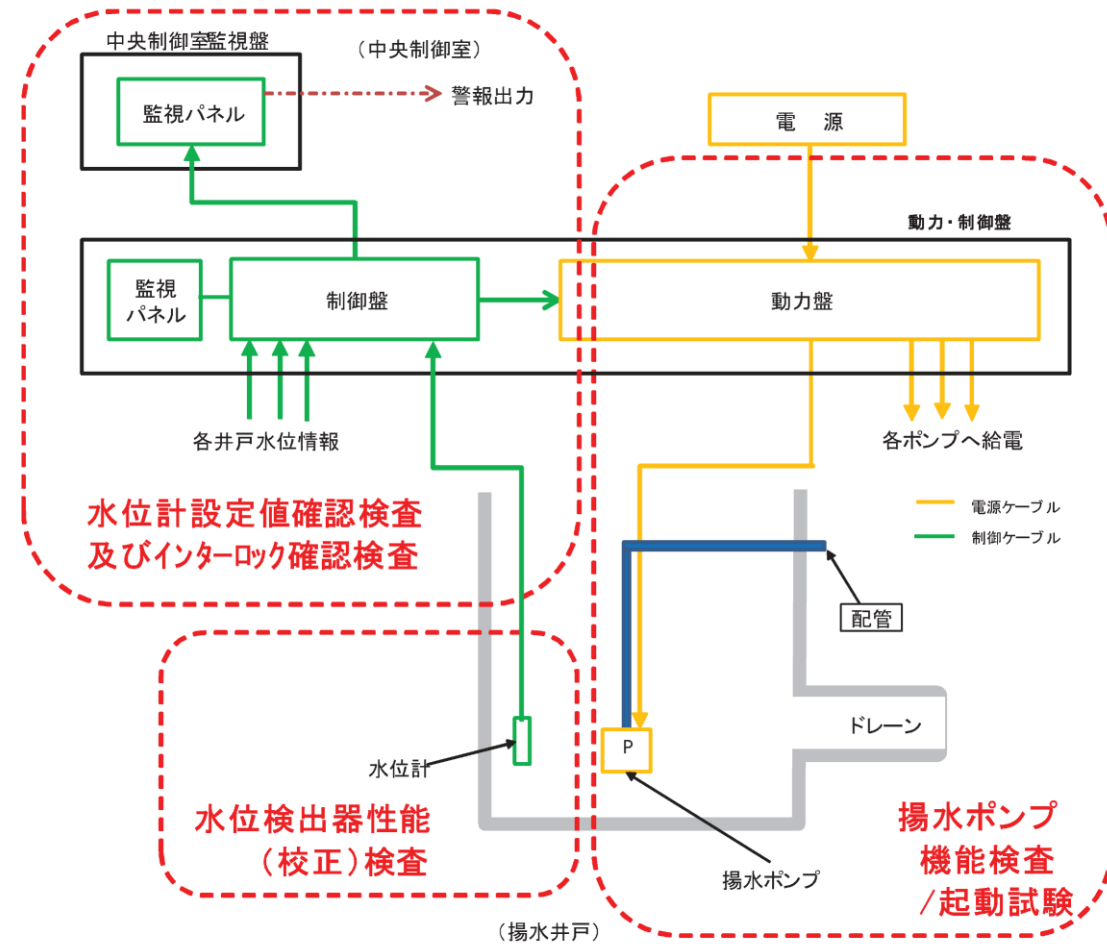 中央制御室監視盤
（中央制御室）
監視パネル
警報出力
電　源
動力・制御盤
監視
パネル
制御盤
動力盤
各井戸水位情報
各ポンプへ給電
水位計設定値確認検査
及びインターロック確認検査
電源ケーブル
制御ケーブル
配管
P
ドレーン
水位計
水位検出器性能
（校正）検査
揚水ポンプ
揚水ポンプ
機能検査
/起動試験
（揚水井戸）